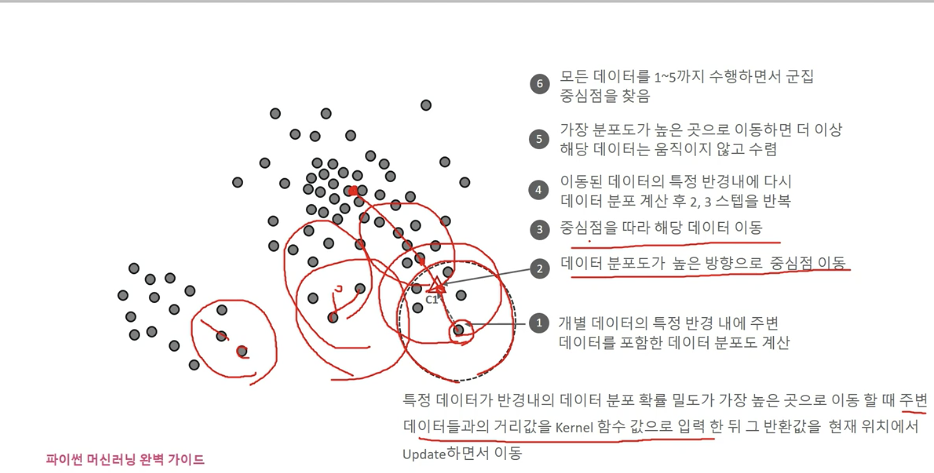 6 모든 데이터를 1~5까지 수행하면서 군집
중심점을 찾음
5 가장 분포도가 높은 곳으로 이동하면 더 이상
해당 데이터는 움직이지 않고 수렴
4 이동된 데이터의 특정 반경내에 다시
데이터 분포 계산 후 2, 3 스텝을 반복
3 중심점을 따라 해당 데이터 이동
2 데이터 분포도가 높은 방향으로 중심점 이동
C1
1 개별 데이터의 특정 반경 내에 주변
데이터를 포함한 데이터 분포도 계산
특정 데이터가 반경내의 데이터 분포 확률 밀도가 가장 높은 곳으로 이동 할 때 주변
데이터들과의 거리값을 Kernel 함수 값으로 입력 한 뒤 그 반환값을 현재 위치에서
Update하면서 이동
파이썬 머신러닝 완벽 가이드